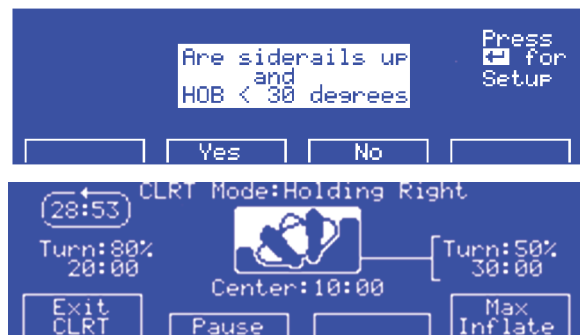 Are siderails up
and
HOB < 30 degrees
Press
↵ for
Setup
Yes
No
CLRT Mode:Holding Right
28:53
Turn:80%
20:00
Turn:50%
30:00
Center:10:00
Exit
CLRT
Pause
Max
Inflate